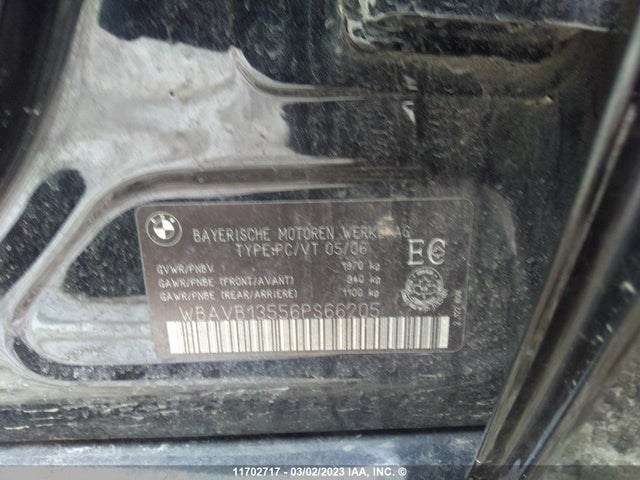 BMW
BAYERISCHE MOTOREN WERKE AG
TYPE:PC/VT 05/06
GVWR/PNBV 1970 kg
GAWR/PNBE (FRONT/AVANT) 940 kg
GAWR/PNBE (REAR/ARRIERE) 1100 kg
WBAVB13556PS66205
EC
11702717 - 03/02/2023 IAA, INC. ©